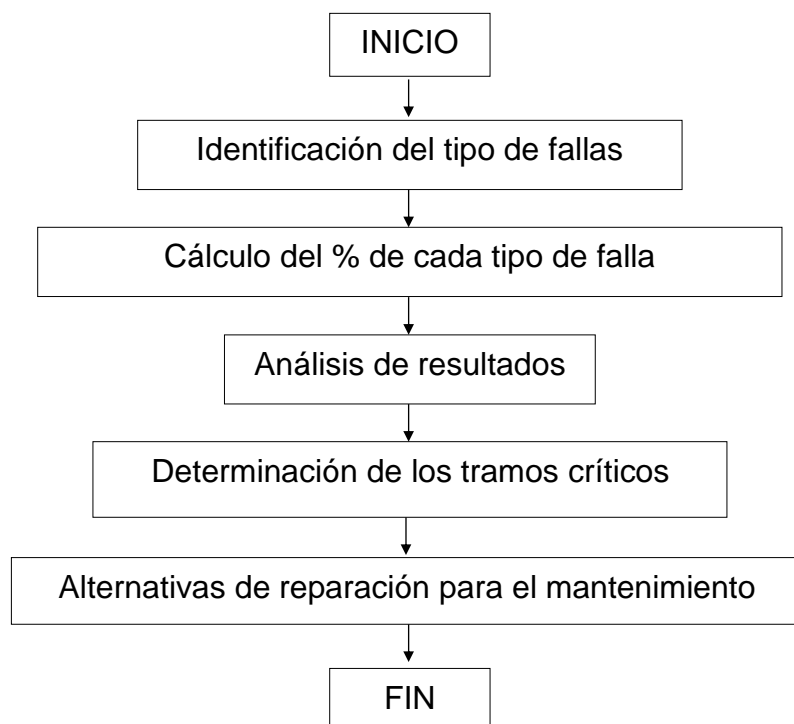 INICIO
Identificación del tipo de fallas
Cálculo del % de cada tipo de falla
Análisis de resultados
Determinación de los tramos críticos
Alternativas de reparación para el mantenimiento
FIN